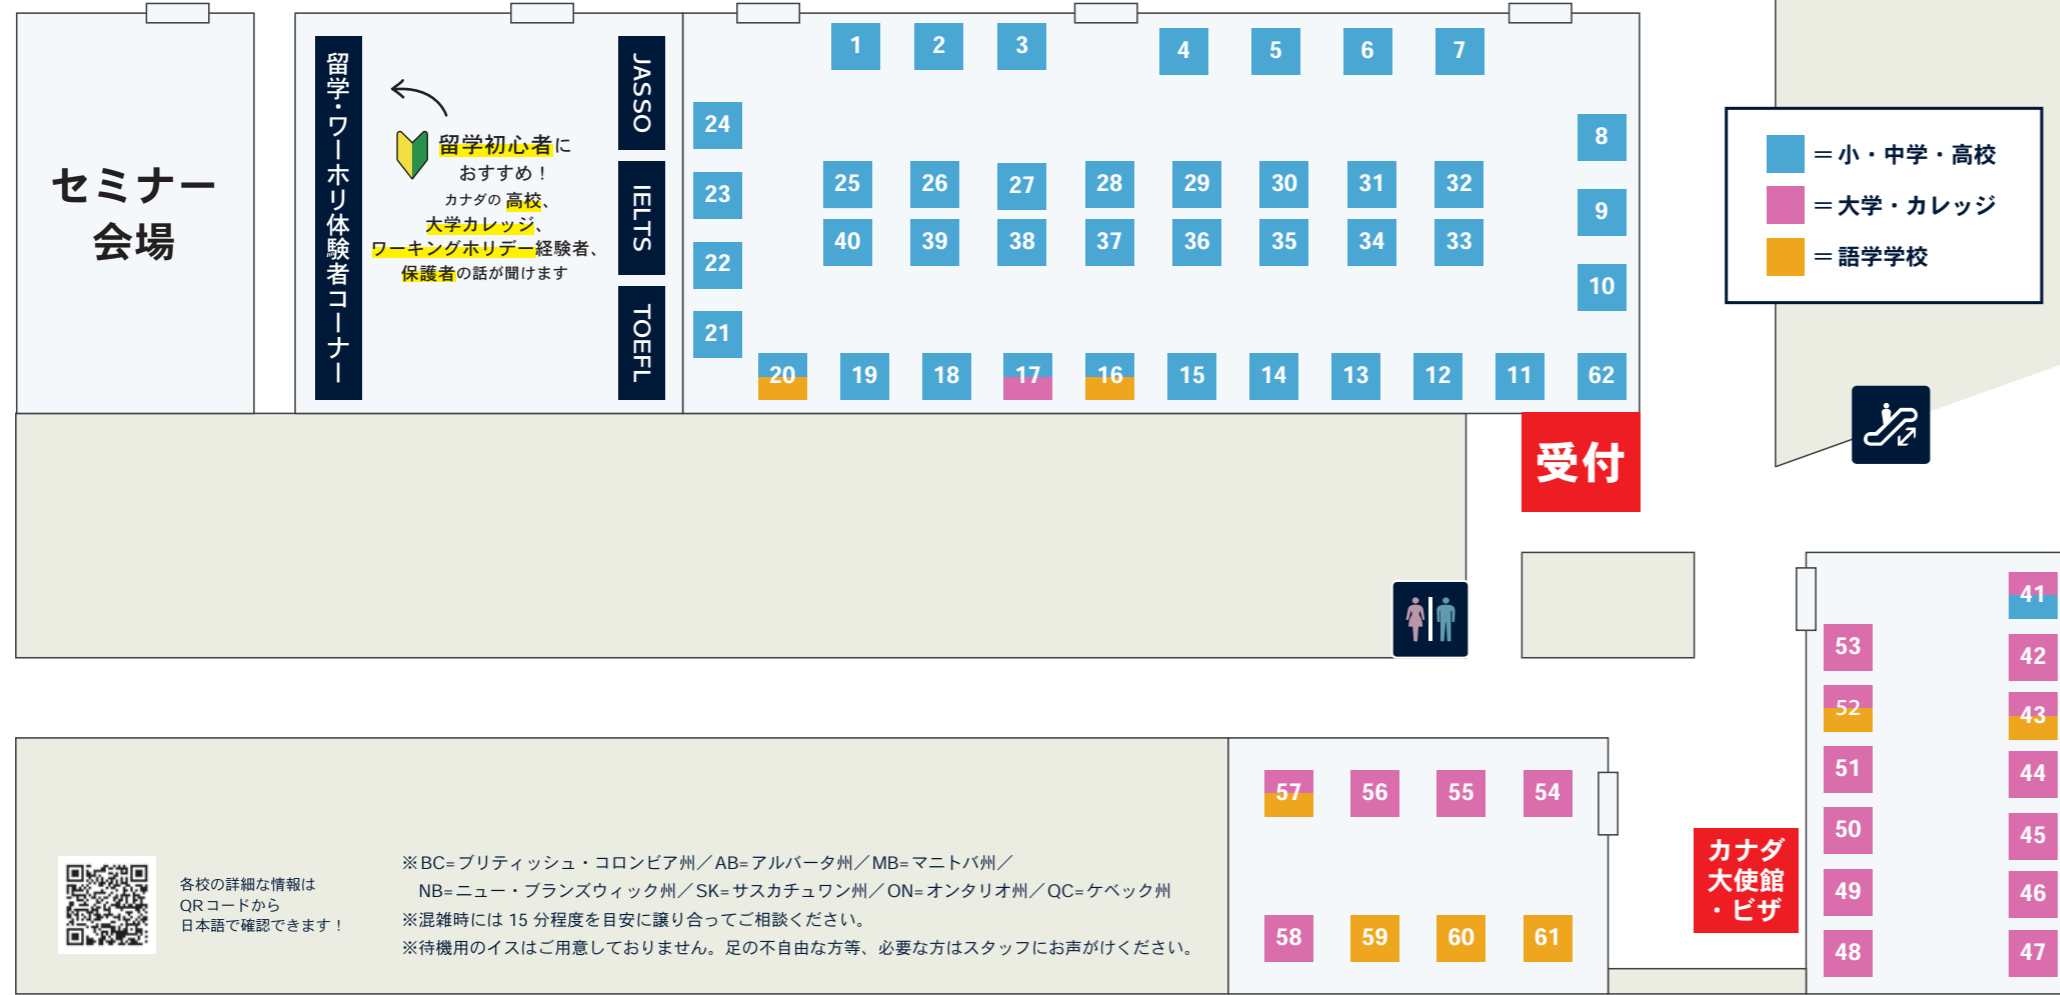 セミナー
会場
留学・ワーホリ体験者コーナー
留学初心者に
おすすめ！
カナダの 高校、
大学カレッジ、
ワーキングホリデー経験者、
保護者の話が聞けます
JASSO
IELTS
TOEFL
1 2 3 4 5 6 7
24
23
22
21
8
9
10
25 26 27 28 29 30 31 32
40 39 38 37 36 35 34 33
20 19 18 17 16 15 14 13 12 11 62
＝小・中学・高校
＝大学・カレッジ
＝語学学校
受付
53
52
51
50
49
48
41
42
43
44
45
46
47
57 56 55 54
58 59 60 61
カナダ
大使館
・ビザ
各校の詳細な情報は
QRコードから
日本語で確認できます！
※BC=ブリティッシュ・コロンビア州／AB=アルバータ州／MB=マニトバ州／
NB=ニュー・ブランズウィック州／SK=サスカチュワン州／ON=オンタリオ州／QC=ケベック州
※混雑時には 15 分程度を目安に譲り合ってご相談ください。
※待機用のイスはご用意しておりません。足の不自由な方等、必要な方はスタッフにお声がけください。